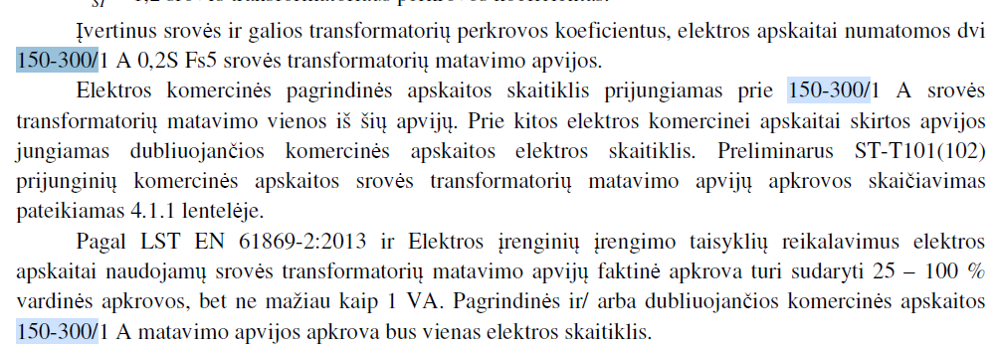 Įvertinus srovės ir galios transformatorių perkrovos koeficientus, elektros apskaitai numatomos dvi
150-300/1 A 0,2S Fs5 srovės transformatorių matavimo apvijos.
Elektros komercinės pagrindinės apskaitos skaitiklis prijungiamas prie 150-300/1 A srovės
transformatorių matavimo vienos iš šių apvijų. Prie kitos elektros komercinei apskaitai skirtos apvijos
jungiamas dubliuojančios komercinės apskaitos elektros skaitiklis. Preliminarus ST-T101(102)
prijunginių komercinės apskaitos srovės transformatorių matavimo apvijų apkrovos skaičiavimas
pateikiamas 4.1.1 lentelėje.
Pagal LST EN 61869-2:2013 ir Elektros įrenginių įrengimo taisyklių reikalavimus elektros
apskaitai naudojamų srovės transformatorių matavimo apvijų faktinė apkrova turi sudaryti 25 – 100 %
vardinės apkrovos, bet ne mažiau kaip 1 VA. Pagrindinės ir/ arba dubliuojančios komercinės apskaitos
150-300/1 A matavimo apvijos apkrova bus vienas elektros skaitiklis.